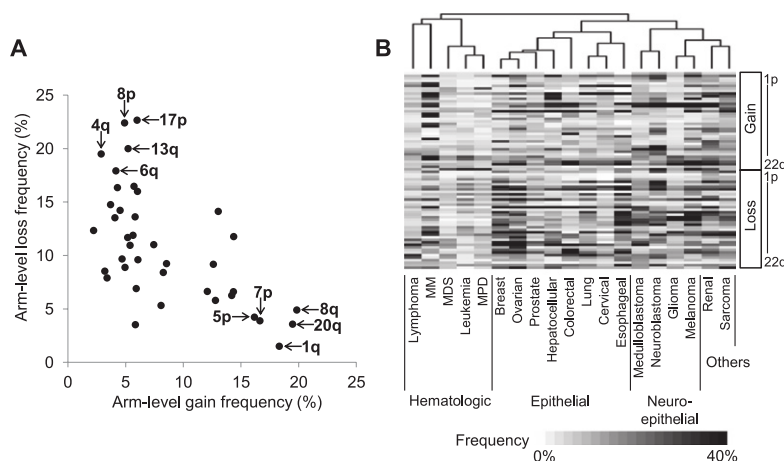 A
Arm-level loss frequency (%)
25
20
15
10
5
0
0 5 10 15 20 25
Arm-level gain frequency (%)
8p
17p
4q
13q
6q
7p
5p
8q
20q
1q
B
Gain
Loss
1p
22q
1p
22q
Lymphoma
MM
MDS
Leukemia
MPD
Breast
Ovarian
Prostate
Hepatocellular
Colorectal
Lung
Cervical
Esophageal
Medulloblastoma
Neuroblastoma
Glioma
Melanoma
Renal
Sarcoma
Hematologic
Epithelial
Neuro-
epithelial
Others
Frequency
0% 40%